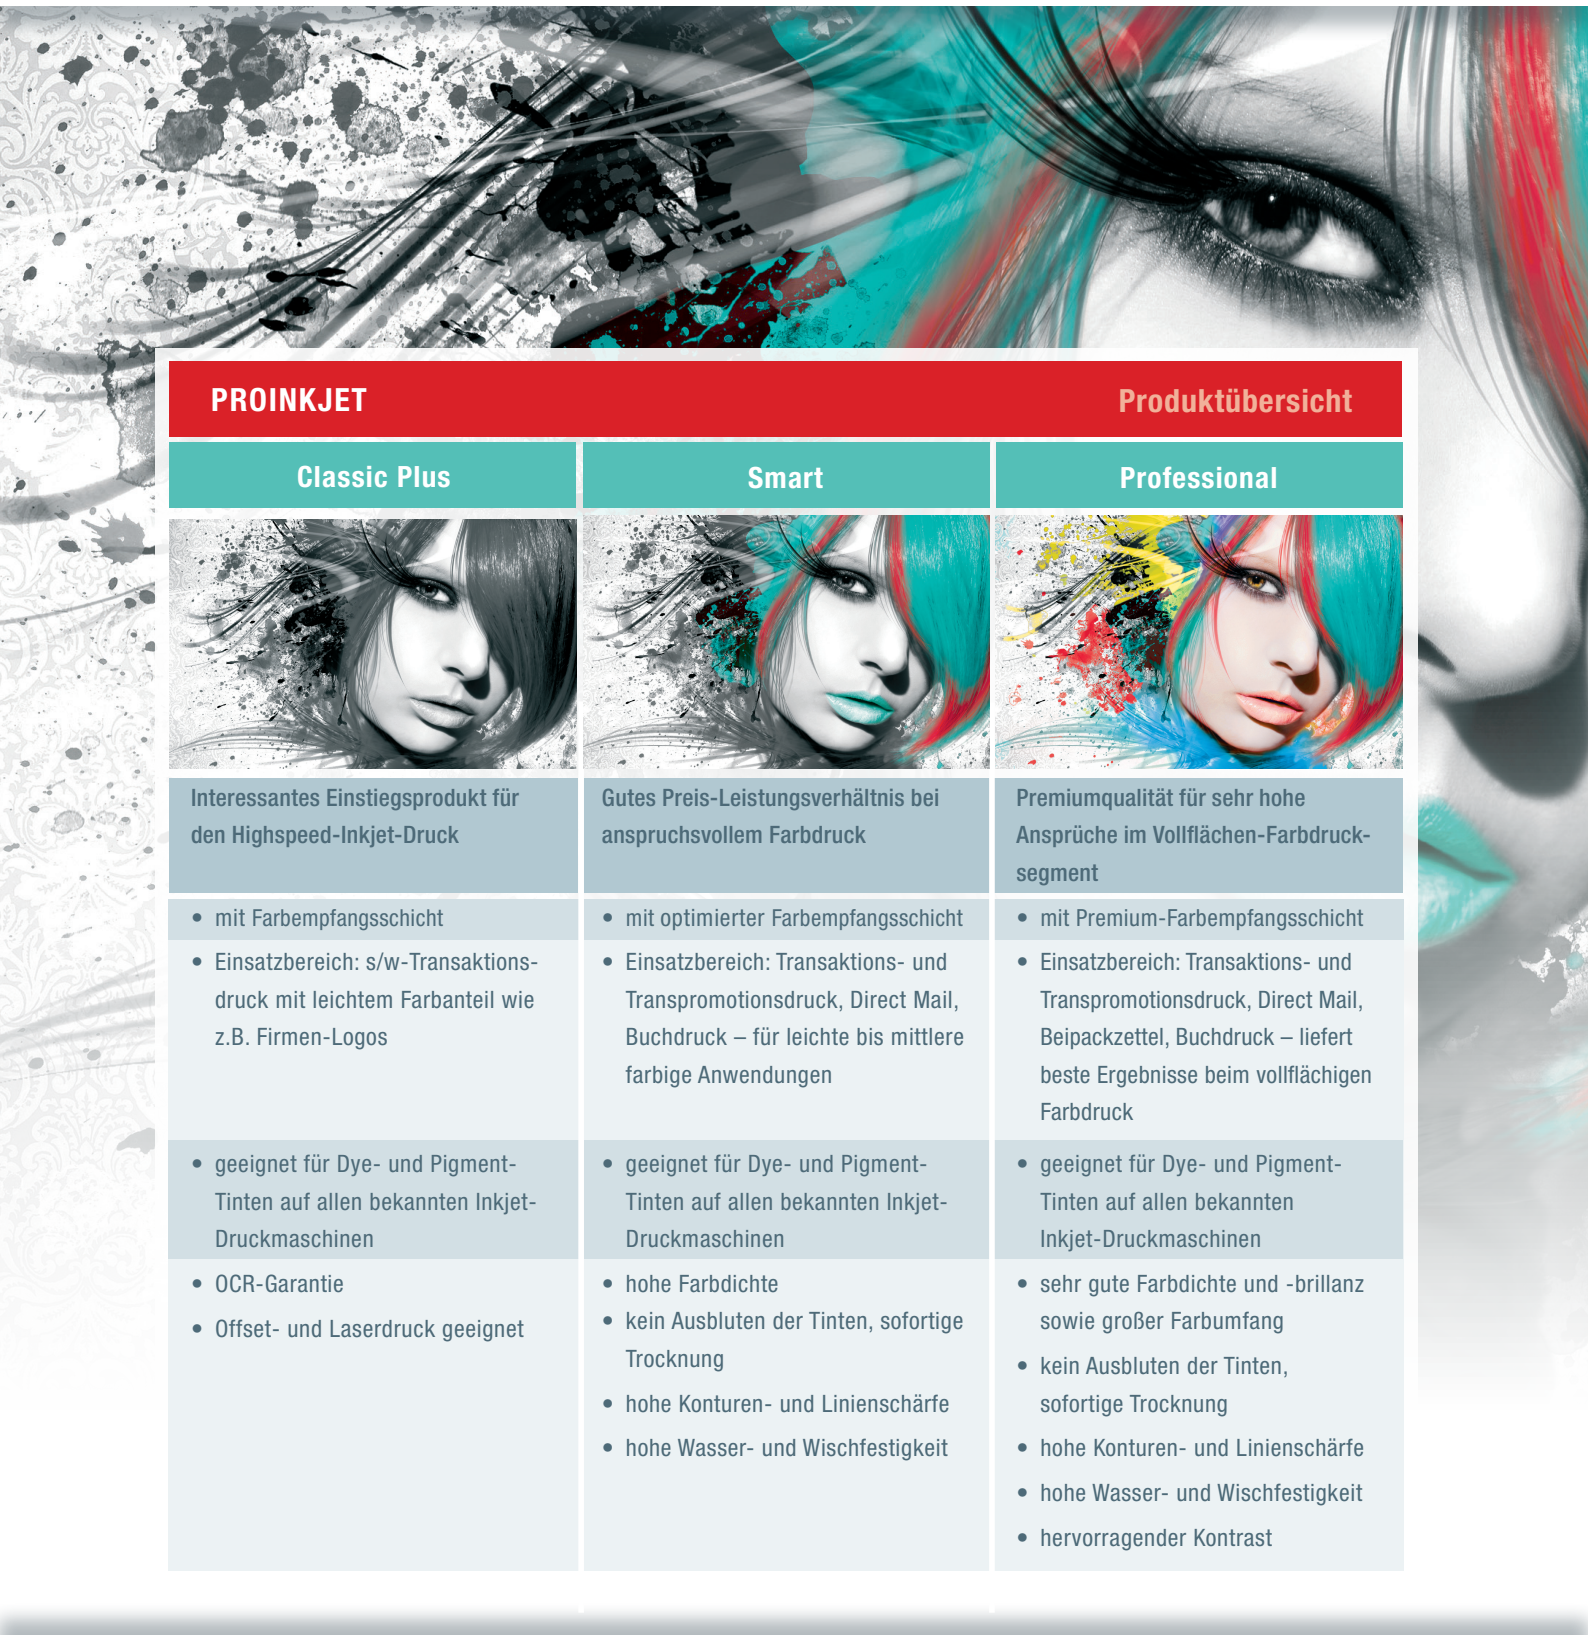 PROINKJET
Produktübersicht
Classic Plus
Smart
Professional
Interessantes Einstiegsprodukt für
den Highspeed-Inkjet-Druck
Gutes Preis-Leistungsverhältnis bei
anspruchsvollem Farbdruck
Premiumqualität für sehr hohe
Ansprüche im Vollflächen-Farbdruck-
segment
• mit Farbempfangsschicht
• Einsatzbereich: s/w-Transaktions-
druck mit leichtem Farbanteil wie
z.B. Firmen-Logos
• geeignet für Dye- und Pigment-
Tinten auf allen bekannten Inkjet-
Druckmaschinen
• OCR-Garantie
• Offset- und Laserdruck geeignet
• mit optimierter Farbempfangsschicht
• Einsatzbereich: Transaktions- und
Transpromotionsdruck, Direct Mail,
Buchdruck – für leichte bis mittlere
farbige Anwendungen
• geeignet für Dye- und Pigment-
Tinten auf allen bekannten Inkjet-
Druckmaschinen
• hohe Farbdichte
• kein Ausbluten der Tinten, sofortige
Trocknung
• hohe Konturen- und Linienschärfe
• hohe Wasser- und Wischfestigkeit
• mit Premium-Farbempfangsschicht
• Einsatzbereich: Transaktions- und
Transpromotionsdruck, Direct Mail,
Beipackzettel, Buchdruck – liefert
beste Ergebnisse beim vollflächigen
Farbdruck
• geeignet für Dye- und Pigment-
Tinten auf allen bekannten
Inkjet-Druckmaschinen
• sehr gute Farbdichte und -brillanz
sowie großer Farbumfang
• kein Ausbluten der Tinten,
sofortige Trocknung
• hohe Konturen- und Linienschärfe
• hohe Wasser- und Wischfestigkeit
• hervorragender Kontrast